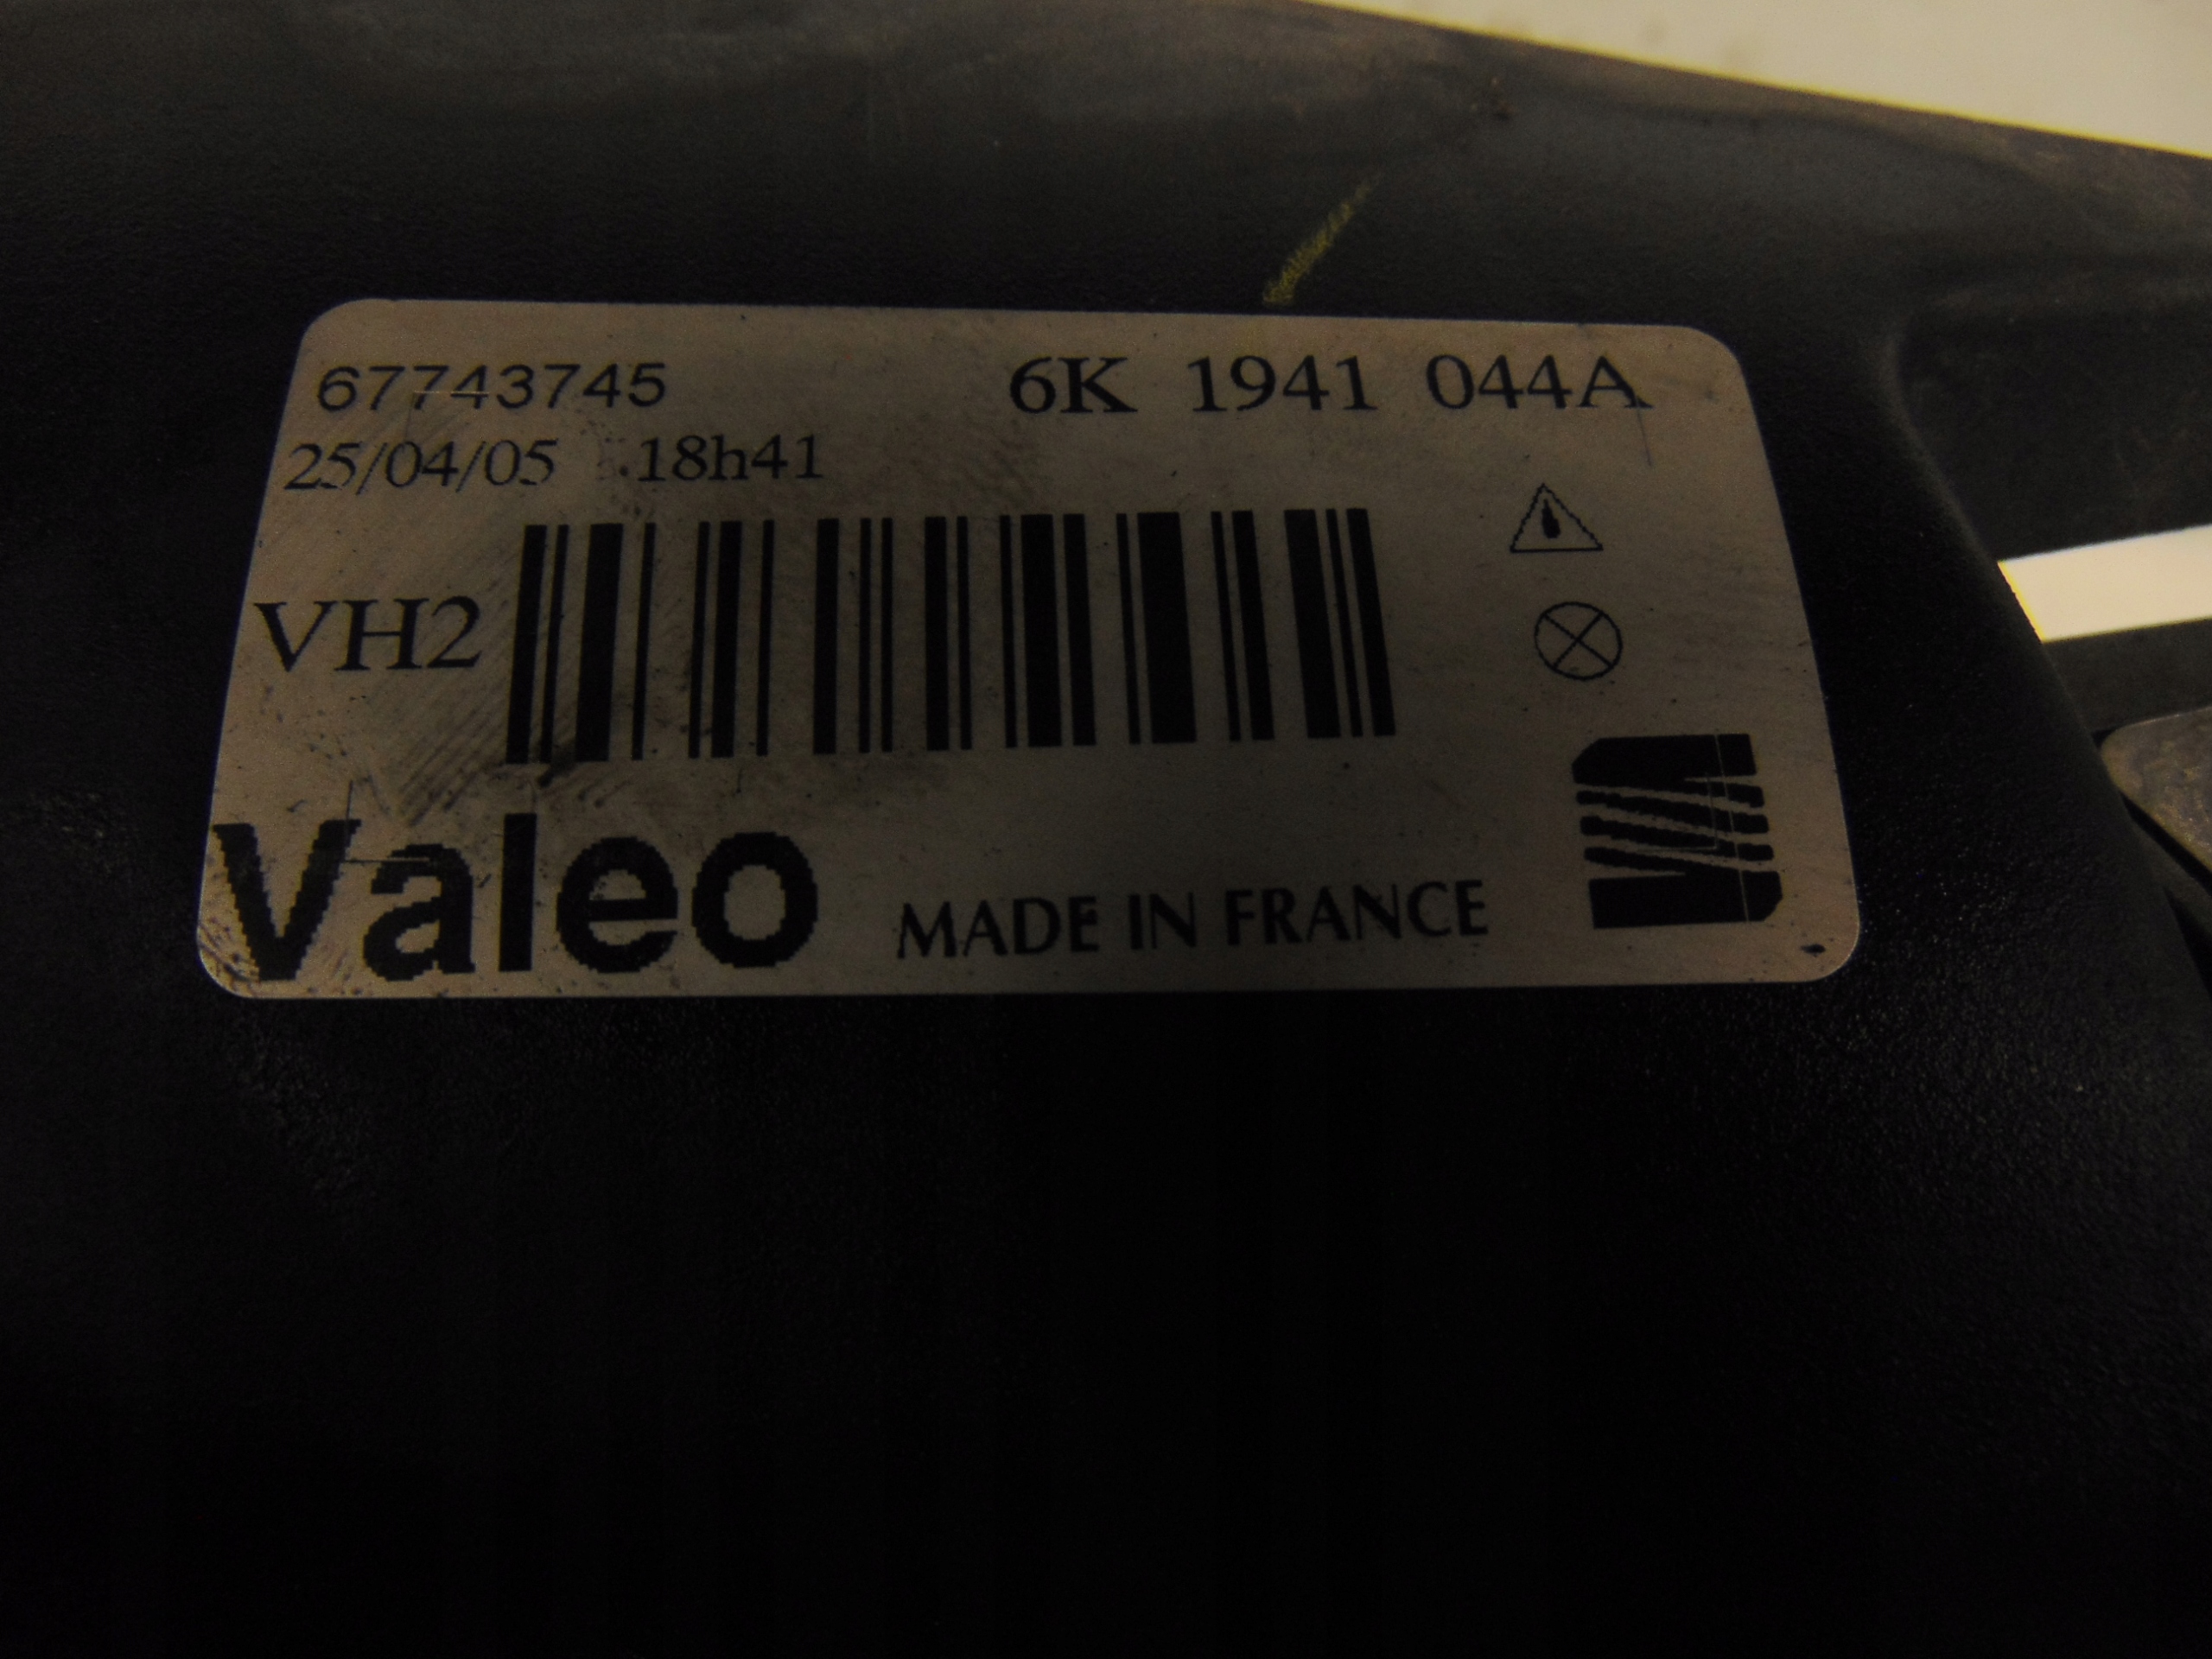 67743745 6K 1941 044A
25/04/05 18h41
VH2
Valeo MADE IN FRANCE